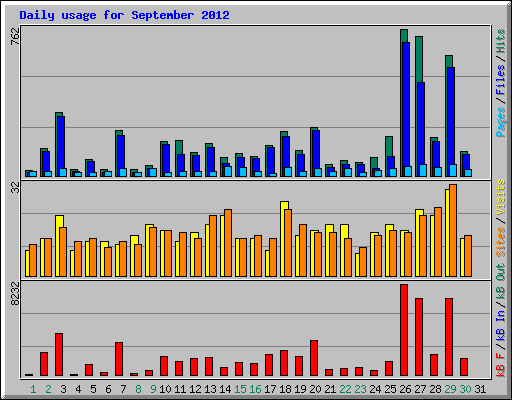 Daily usage for September 2012
762
Pages / Files / Hits
32
Sites / Visits
8232
kB F / kB In / kB Out
1 2 3 4 5 6 7 8 9 10 11 12 13 14 15 16 17 18 19 20 21 22 23 24 25 26 27 28 29 30 31